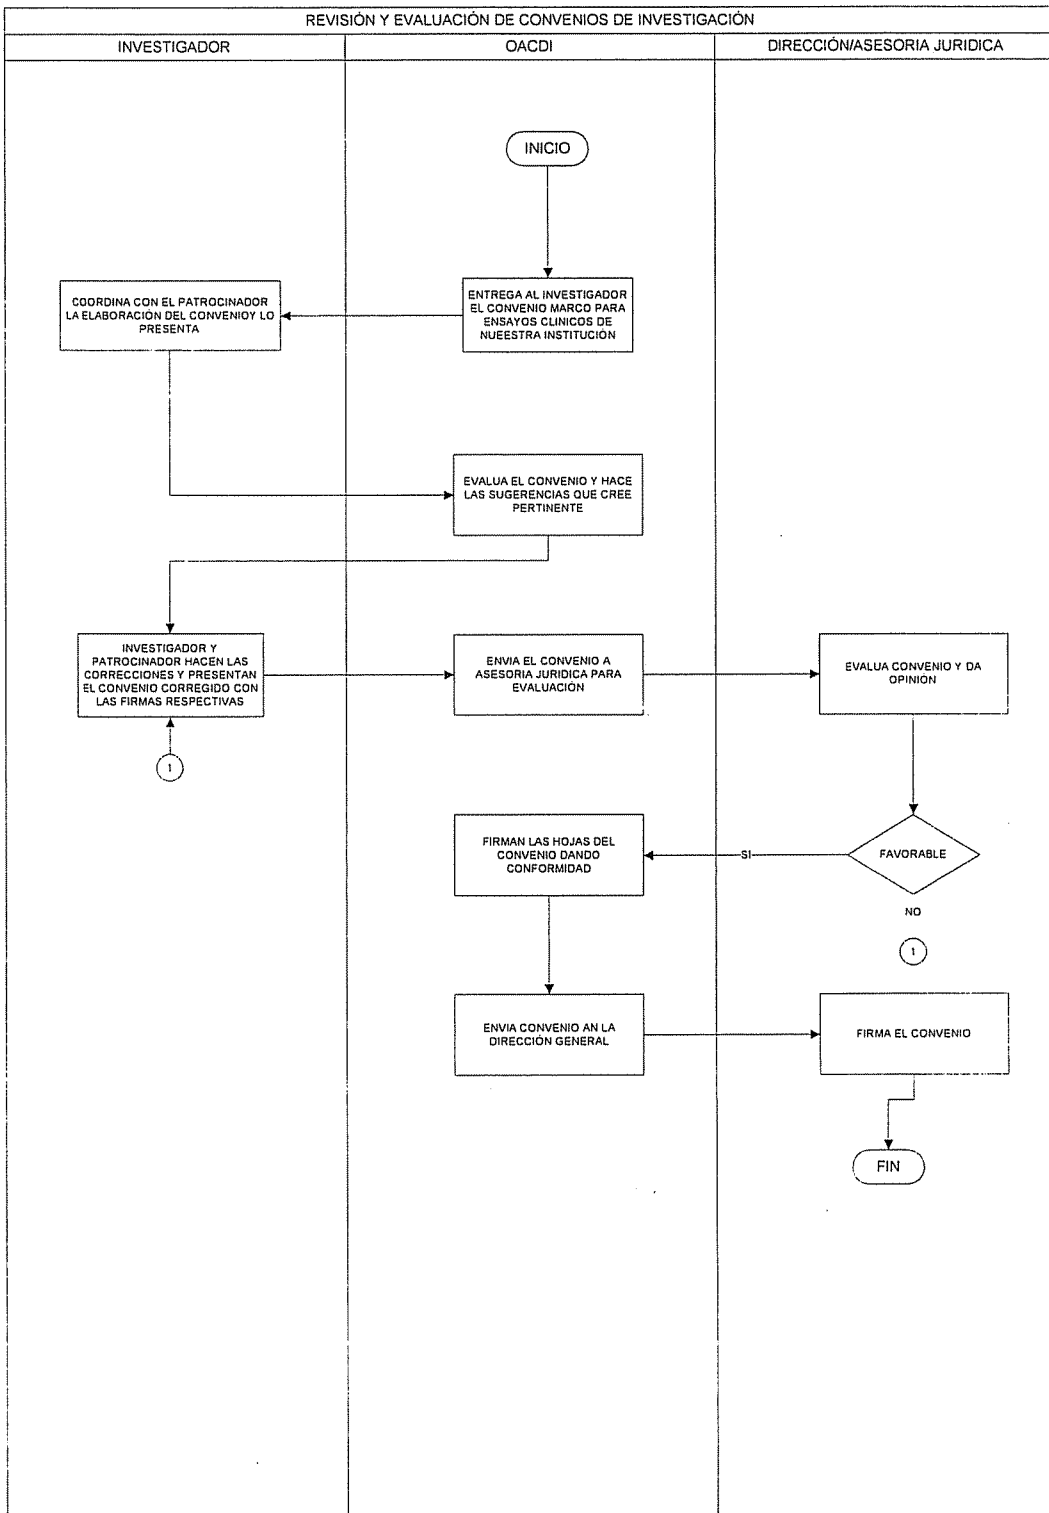 REVISIÓN Y EVALUACIÓN DE CONVENIOS DE INVESTIGACIÓN
INVESTIGADOR
OACDI
DIRECCIÓN/ASESORIA JURIDICA
INICIO
ENTREGA AL INVESTIGADOR
EL CONVENIO MARCO PARA
ENSAYOS CLINICOS DE
NUEESTRA INSTITUCIÓN
COORDINA CON EL PATROCINADOR
LA ELABORACIÓN DEL CONVENIOY LO
PRESENTA
EVALUA EL CONVENIO Y HACE
LAS SUGERENCIAS QUE CREE
PERTINENTE
INVESTIGADOR Y
PATROCINADOR HACEN LAS
CORRECCIONES Y PRESENTAN
EL CONVENIO CORREGIDO CON
LAS FIRMAS RESPECTIVAS
1
ENVIA EL CONVENIO A
ASESORIA JURIDICA PARA
EVALUACIÓN
EVALUA CONVENIO Y DA
OPINIÓN
FAVORABLE
SI
NO
1
FIRMAN LAS HOJAS DEL
CONVENIO DANDO
CONFORMIDAD
ENVIA CONVENIO AN LA
DIRECCIÓN GENERAL
FIRMA EL CONVENIO
FIN